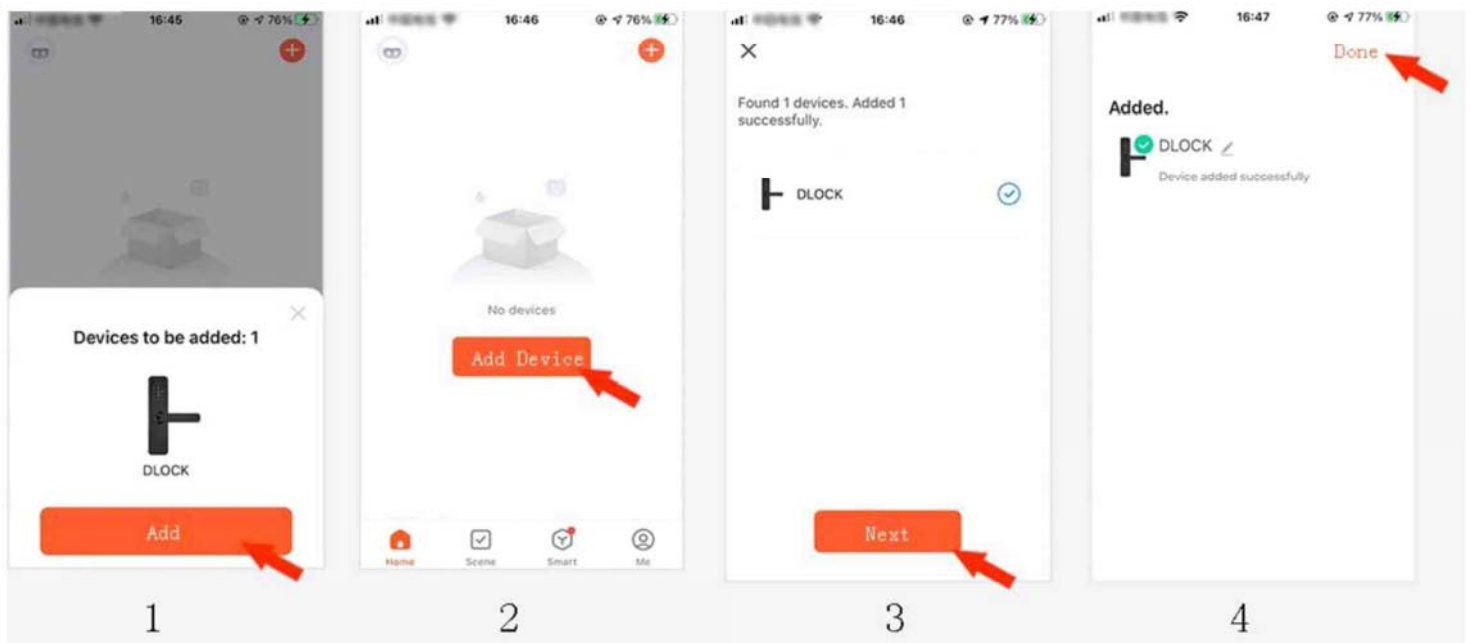 16:45
76%
Devices to be added: 1
DLOCK
Add
1
16:46
76%
No devices
Add Device
Home
Scene
Smart
Me
2
16:46
77%
Found 1 devices. Added 1
successfully.
DLOCK
Next
3
16:47
77%
Done
Added.
DLOCK
Device added successfully
4